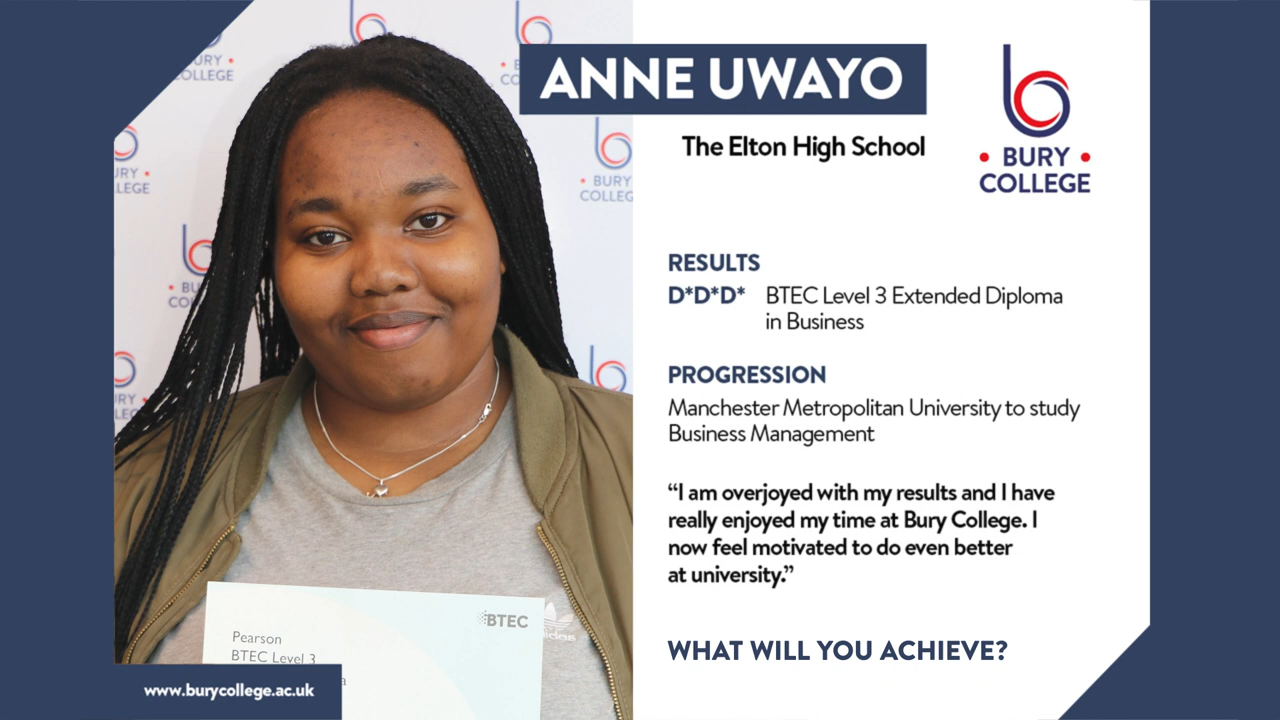 ANNE UWAYO
The Elton High School
BURY
COLLEGE
RESULTS
D*D*D* BTEC Level 3 Extended Diploma
in Business
PROGRESSION
Manchester Metropolitan University to study
Business Management
“I am overjoyed with my results and I have
really enjoyed my time at Bury College. I
now feel motivated to do even better
at university.”
WHAT WILL YOU ACHIEVE?
BURY
COLLEGE
BTEC
adidas
Pearson
BTEC Level 3
www.burycollege.ac.uk